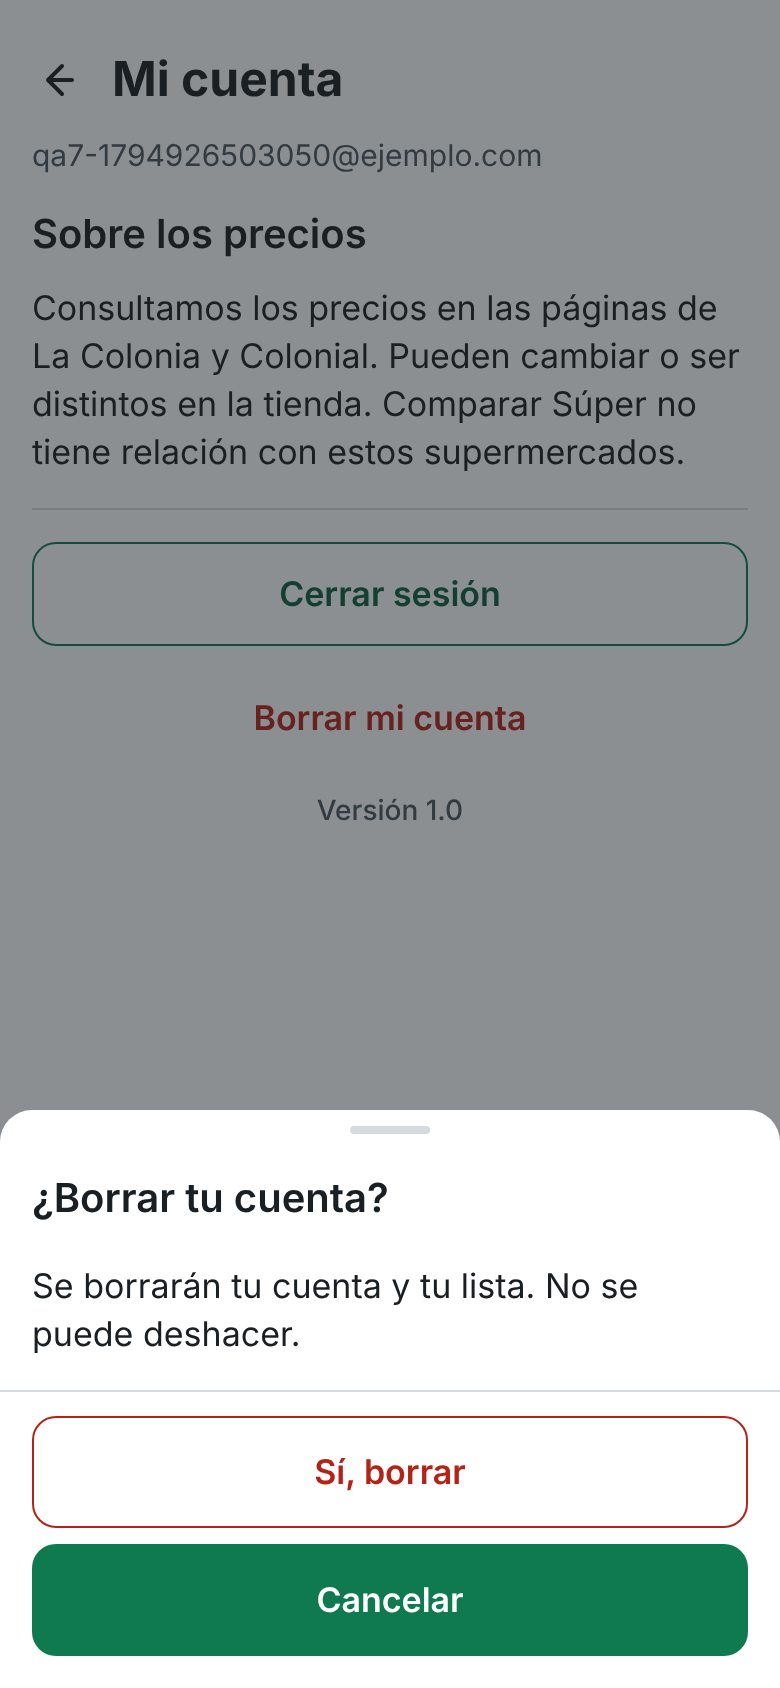 Mi cuenta
qa7-1794926503050@ejemplo.com
Sobre los precios
Consultamos los precios en las páginas de
La Colonia y Colonial. Pueden cambiar o ser
distintos en la tienda. Comparar Súper no
tiene relación con estos supermercados.
Cerrar sesión
Borrar mi cuenta
Versión 1.0
¿Borrar tu cuenta?
Se borrarán tu cuenta y tu lista. No se
puede deshacer.
Sí, borrar
Cancelar